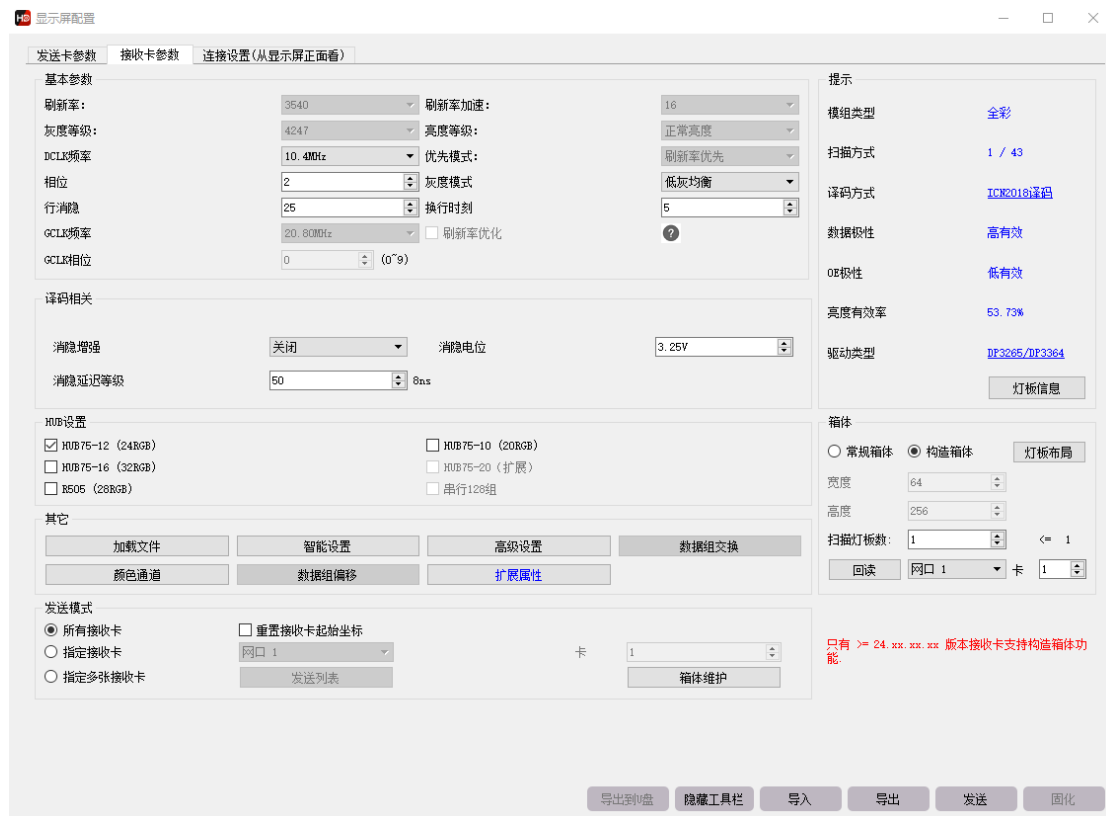 HD 显示屏配置
发送卡参数 接收卡参数 连接设置(从显示屏正面看)
基本参数
刷新率: 3540 刷新率加速: 16
灰度等级: 4247 亮度等级: 正常亮度
DCLK频率 10.4MHz 优先模式: 刷新率优先
相位 2 灰度模式 低灰均衡
行消隐 25 换行时刻 5
GCLK频率 20.80MHz 刷新率优化 ?
GCLK相位 0 (0~9)
译码相关
消隐增强 关闭 消隐电位 3.25V
消隐延迟等级 50 8ns
HUB设置
HUB75-12 (24RGB) HUB75-10 (20RGB)
HUB75-16 (32RGB) HUB75-20 (扩展)
R505 (28RGB) 串行128组
其它
加载文件 智能设置 高级设置 数据组交换
颜色通道 数据组偏移 扩展属性
发送模式
所有接收卡 重置接收卡起始坐标
指定接收卡 网口 1 卡 1
指定多张接收卡 发送列表 箱体维护
提示
模组类型 全彩
扫描方式 1 / 43
译码方式 ICN2018译码
数据极性 高有效
OE极性 低有效
亮度有效率 53.73%
驱动类型 DP3265/DP3364
灯板信息
箱体
常规箱体 构造箱体 灯板布局
宽度 64
高度 256
扫描灯板数: 1 <= 1
回读 网口 1 卡 1
只有 >= 24.xx.xx.xx 版本接收卡支持构造箱体功
能.
导出到U盘 隐藏工具栏 导入 导出 发送 固化